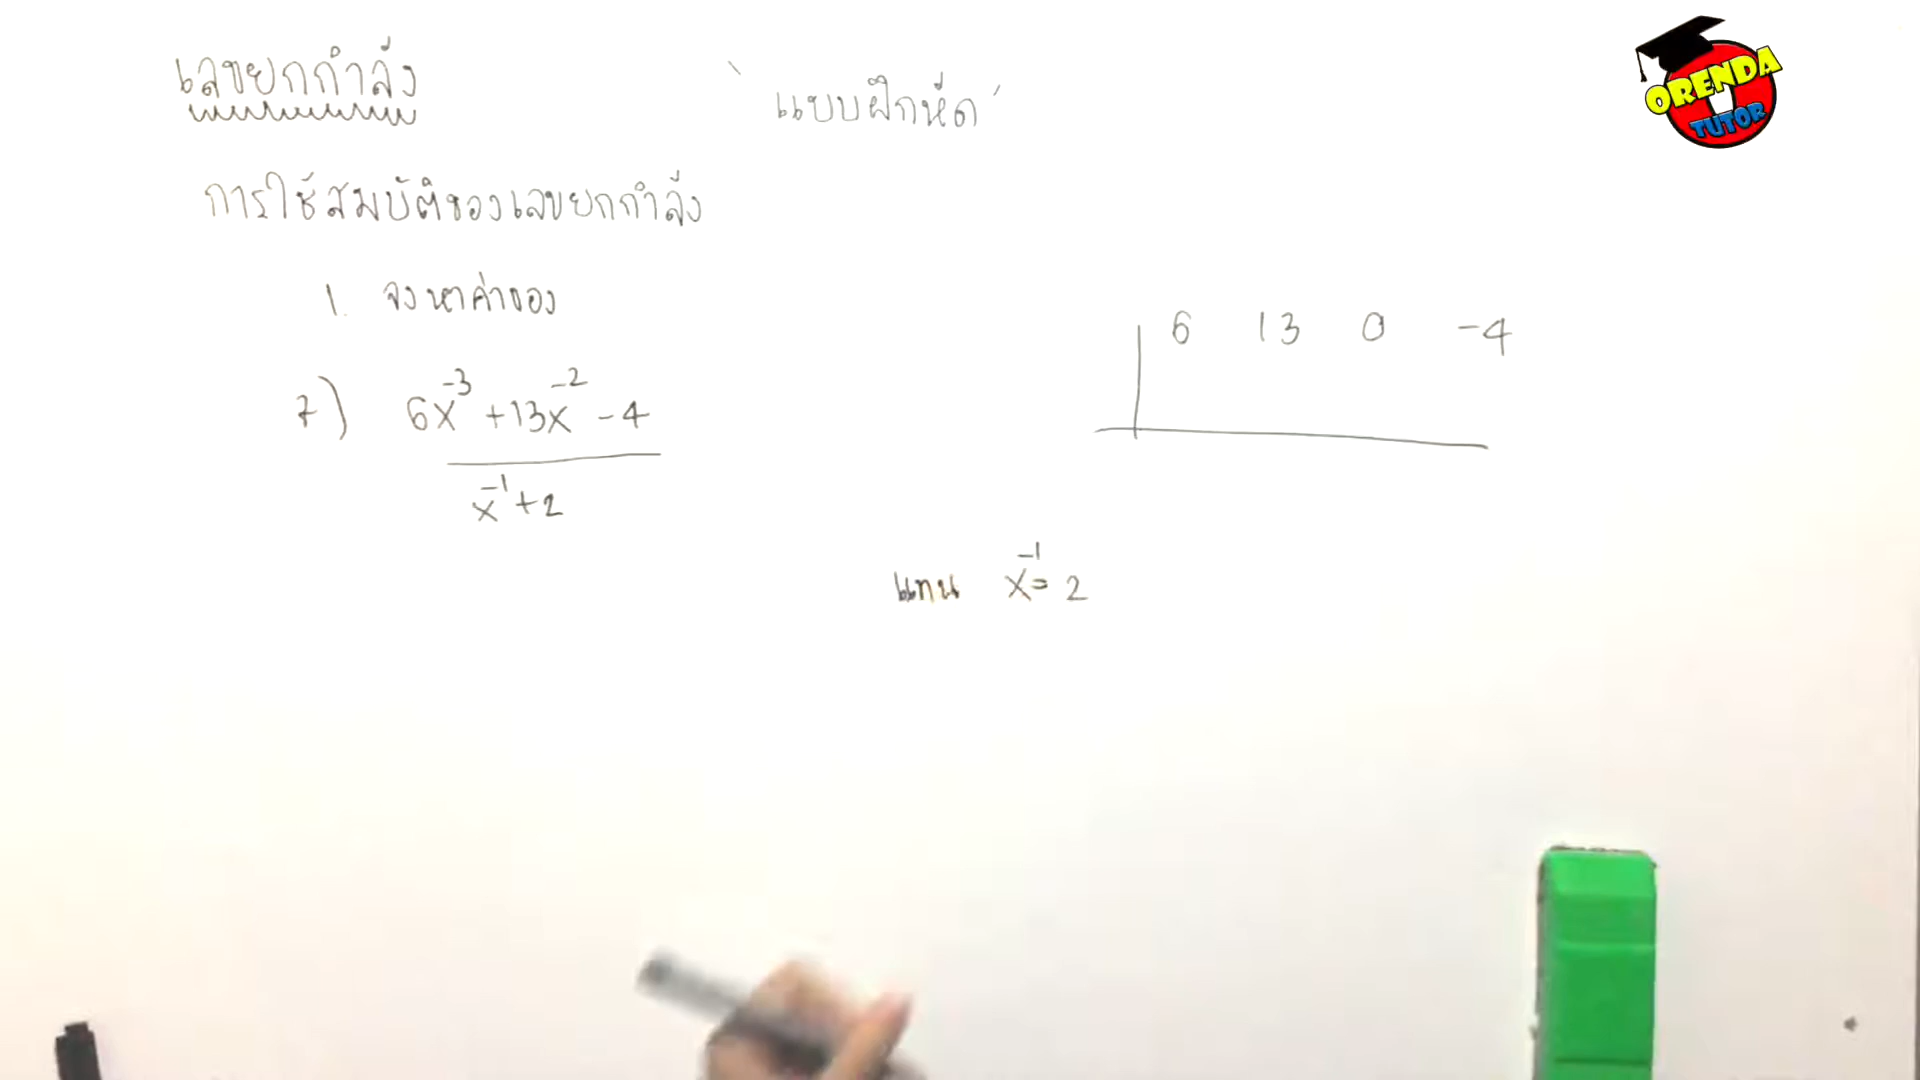 เลขยกกำลัง
`แบบฝึกหัด´
การใช้สมบัติของเลขยกกำลัง
1. จงหาค่าของ
7) 6x⁻³ + 13x⁻² - 4
x⁻¹ + 2
6 13 0 -4
แทน x⁻¹ = 2
ORENDA
TUTOR